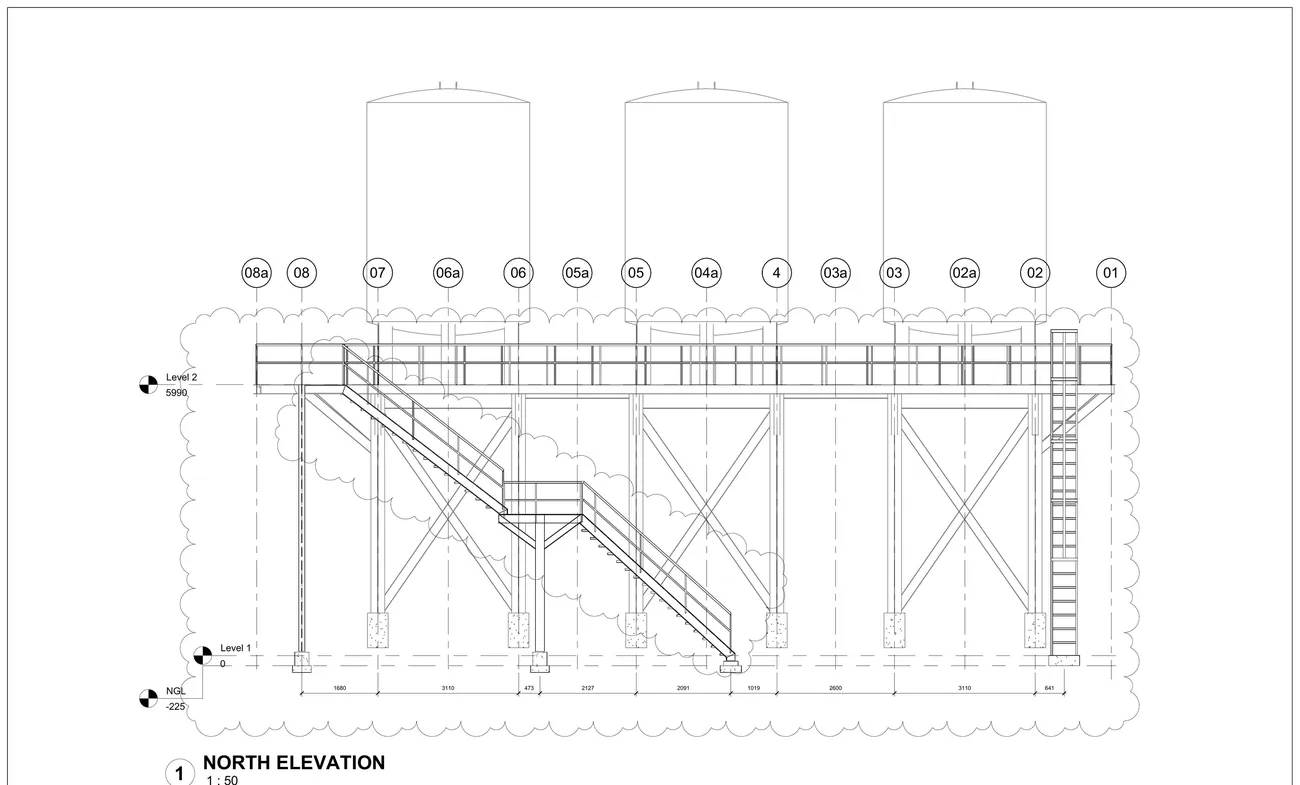 08a 08 07 06a 06 05a 05 04a 4 03a 03 02a 02 01
Level 2
5990
Level 1
0
NGL
-225
1680 3110 473 2127 2091 1019 2600 3110 641
1 NORTH ELEVATION
1 : 50